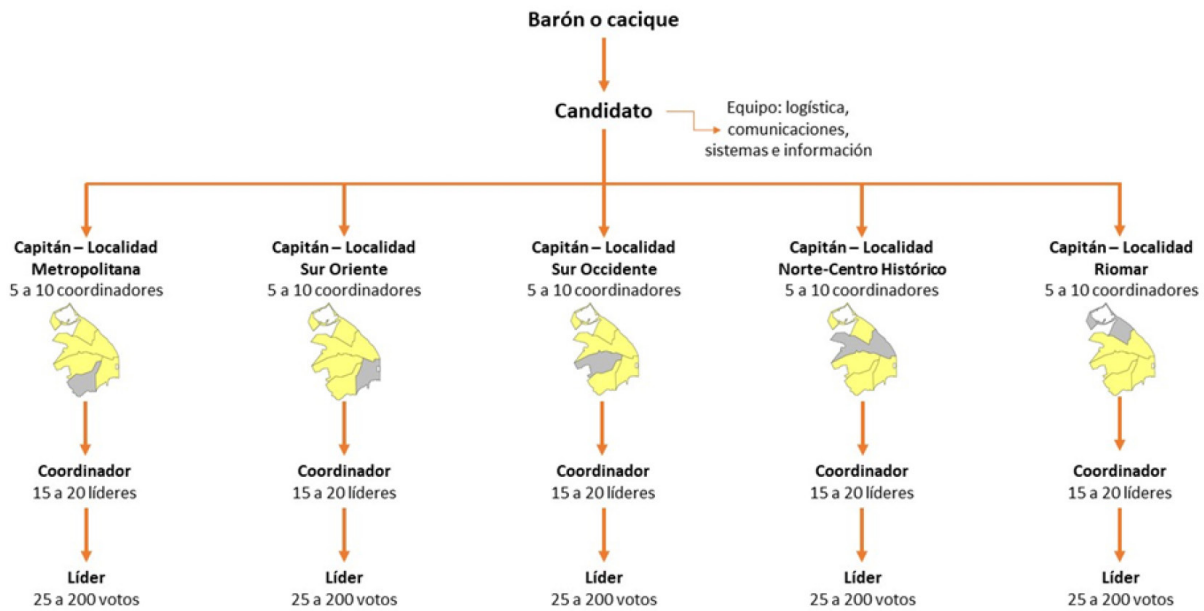 Barón o cacique
Candidato
Equipo: logística,
comunicaciones,
sistemas e información
Capitán – Localidad
Metropolitana
5 a 10 coordinadores
Capitán – Localidad
Sur Oriente
5 a 10 coordinadores
Capitán – Localidad
Sur Occidente
5 a 10 coordinadores
Capitán – Localidad
Norte-Centro Histórico
5 a 10 coordinadores
Capitán – Localidad
Riomar
5 a 10 coordinadores
Coordinador
15 a 20 líderes
Coordinador
15 a 20 líderes
Coordinador
15 a 20 líderes
Coordinador
15 a 20 líderes
Coordinador
15 a 20 líderes
Líder
25 a 200 votos
Líder
25 a 200 votos
Líder
25 a 200 votos
Líder
25 a 200 votos
Líder
25 a 200 votos